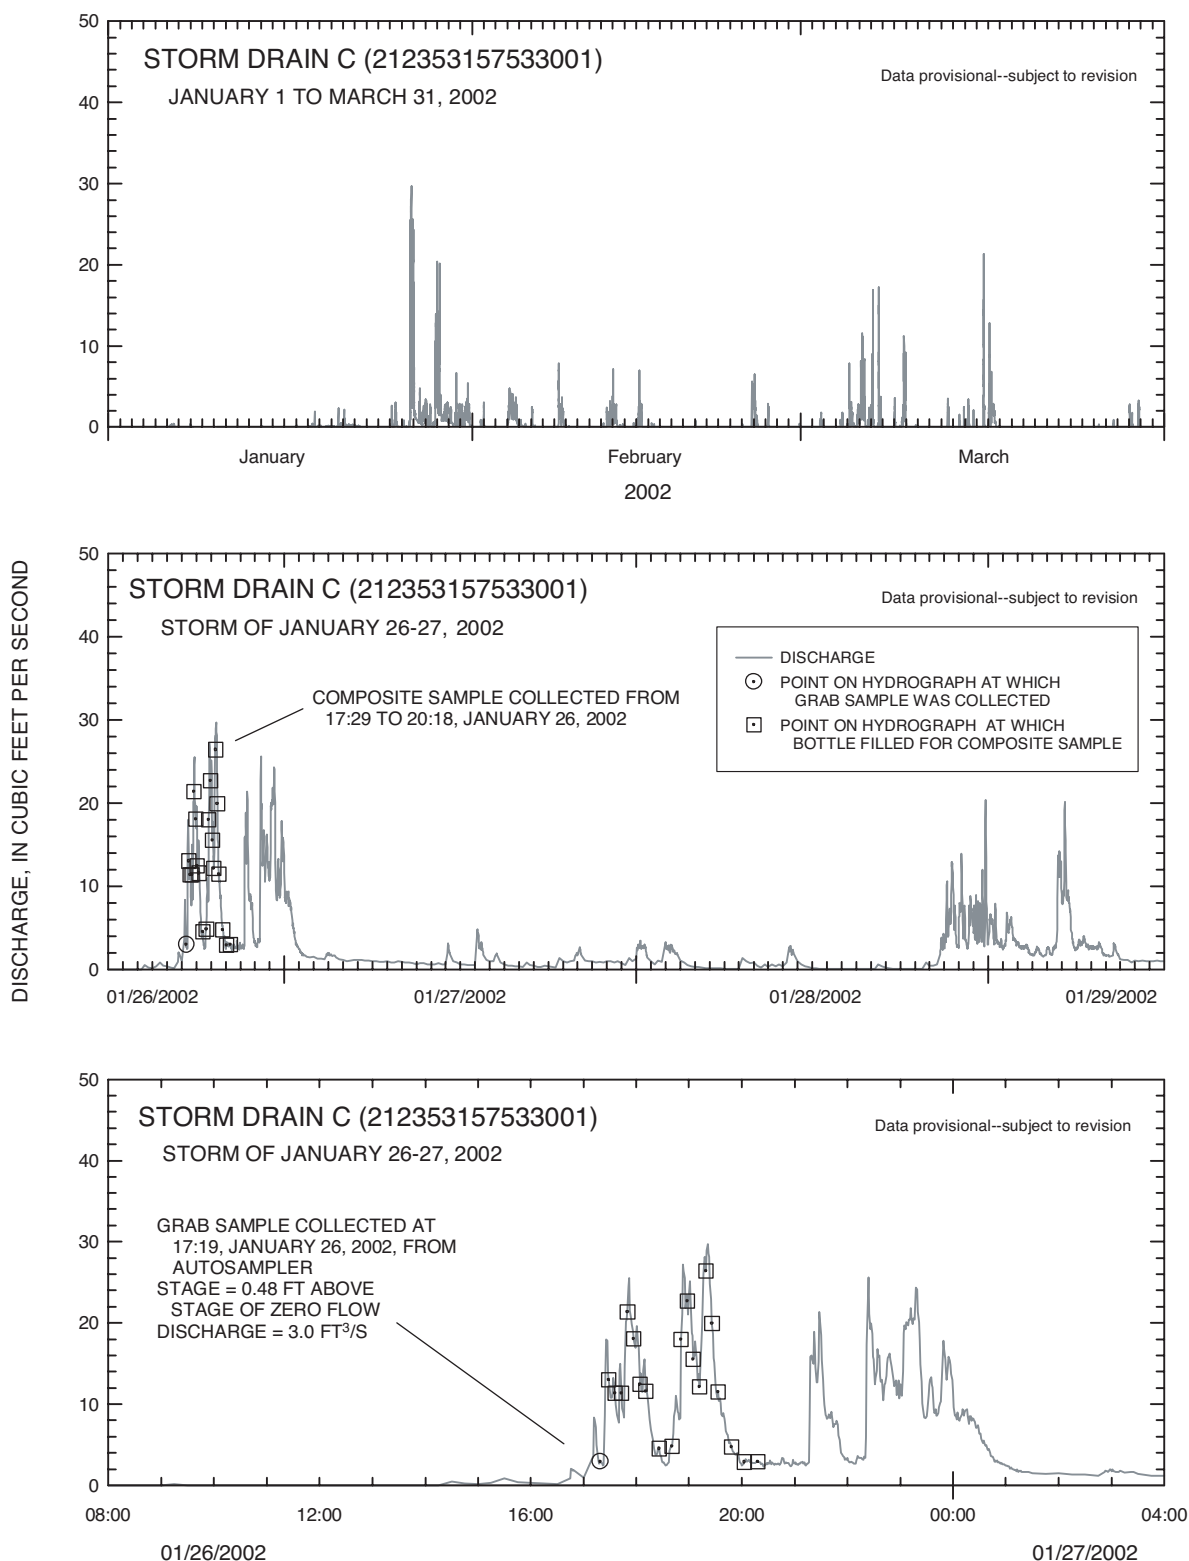 50
STORM DRAIN C (212353157533001)
Data provisional--subject to revision
JANUARY 1 TO MARCH 31, 2002
40
30
20
10
0
January February March
2002
DISCHARGE, IN CUBIC FEET PER SECOND
50
STORM DRAIN C (212353157533001)
Data provisional--subject to revision
STORM OF JANUARY 26-27, 2002
40
DISCHARGE
POINT ON HYDROGRAPH AT WHICH
GRAB SAMPLE WAS COLLECTED
POINT ON HYDROGRAPH AT WHICH
BOTTLE FILLED FOR COMPOSITE SAMPLE
COMPOSITE SAMPLE COLLECTED FROM
17:29 TO 20:18, JANUARY 26, 2002
30
20
10
0
01/26/2002 01/27/2002 01/28/2002 01/29/2002
50
STORM DRAIN C (212353157533001)
Data provisional--subject to revision
STORM OF JANUARY 26-27, 2002
40
GRAB SAMPLE COLLECTED AT
17:19, JANUARY 26, 2002, FROM
AUTOSAMPLER
STAGE = 0.48 FT ABOVE
STAGE OF ZERO FLOW
DISCHARGE = 3.0 FT³/S
30
20
10
0
08:00 12:00 16:00 20:00 00:00 04:00
01/26/2002 01/27/2002